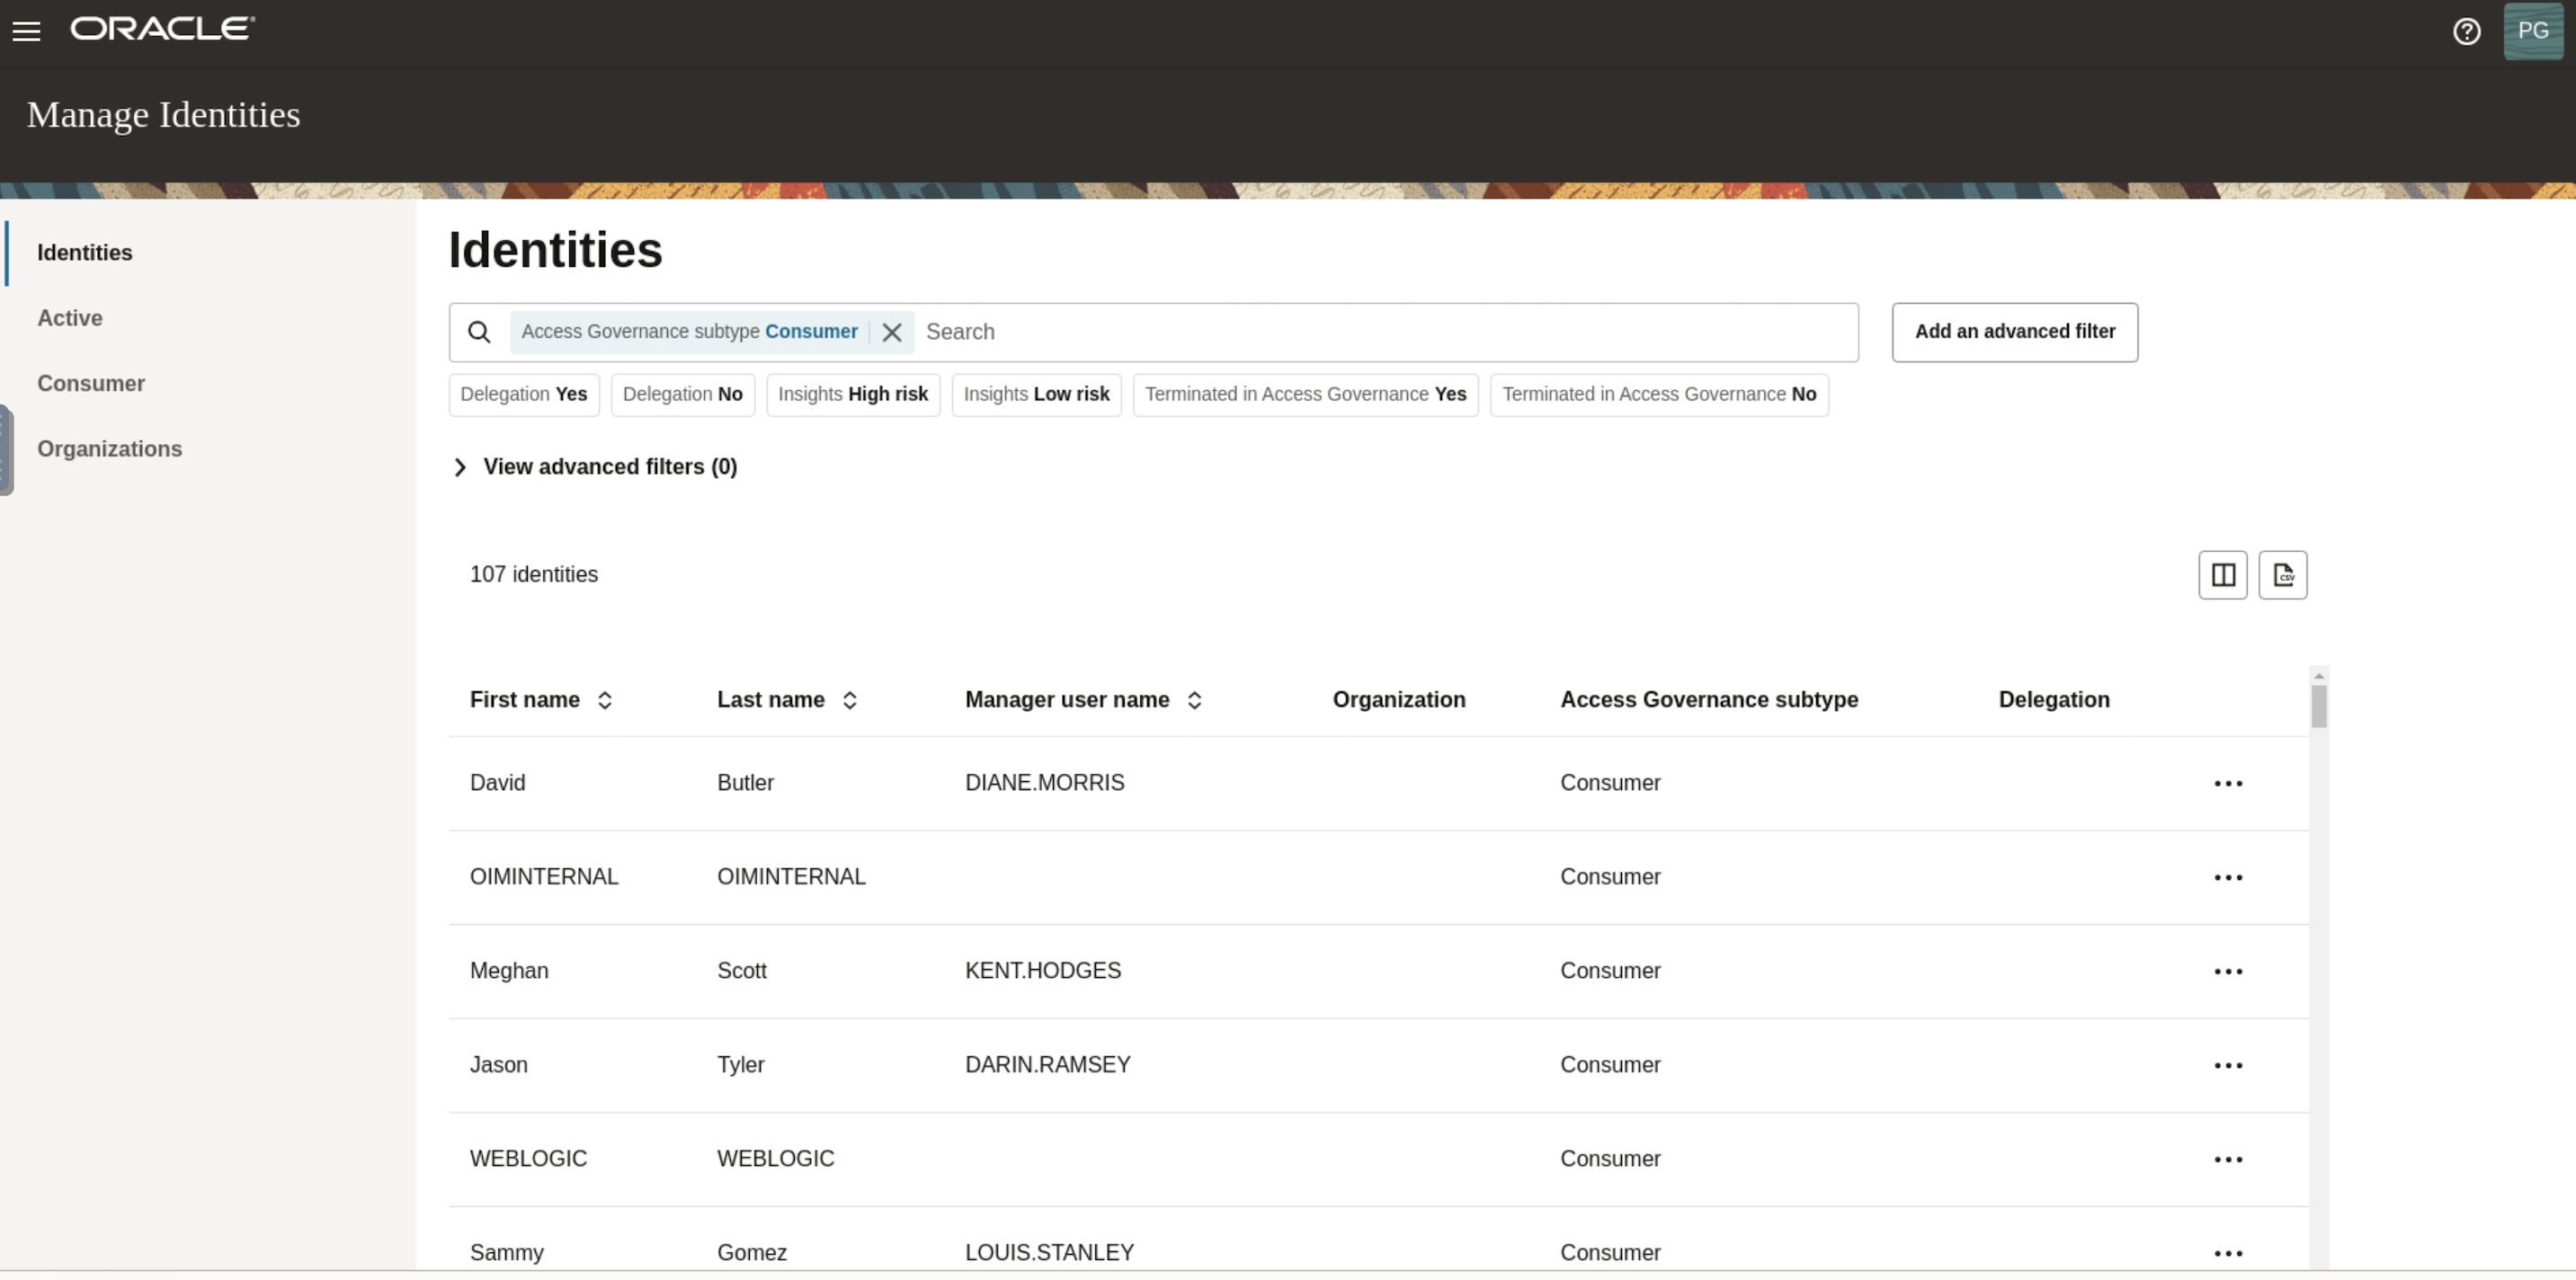 ORACLE
PG
Manage Identities
Identities
Active
Consumer
Organizations
Identities
Access Governance subtype Consumer Search
Add an advanced filter
Delegation Yes Delegation No Insights High risk Insights Low risk Terminated in Access Governance Yes Terminated in Access Governance No
View advanced filters (0)
107 identities
CSV
First name Last name Manager user name Organization Access Governance subtype Delegation
David Butler DIANE.MORRIS Consumer
OIMINTERNAL OIMINTERNAL Consumer
Meghan Scott KENT.HODGES Consumer
Jason Tyler DARIN.RAMSEY Consumer
WEBLOGIC WEBLOGIC Consumer
Sammy Gomez LOUIS.STANLEY Consumer